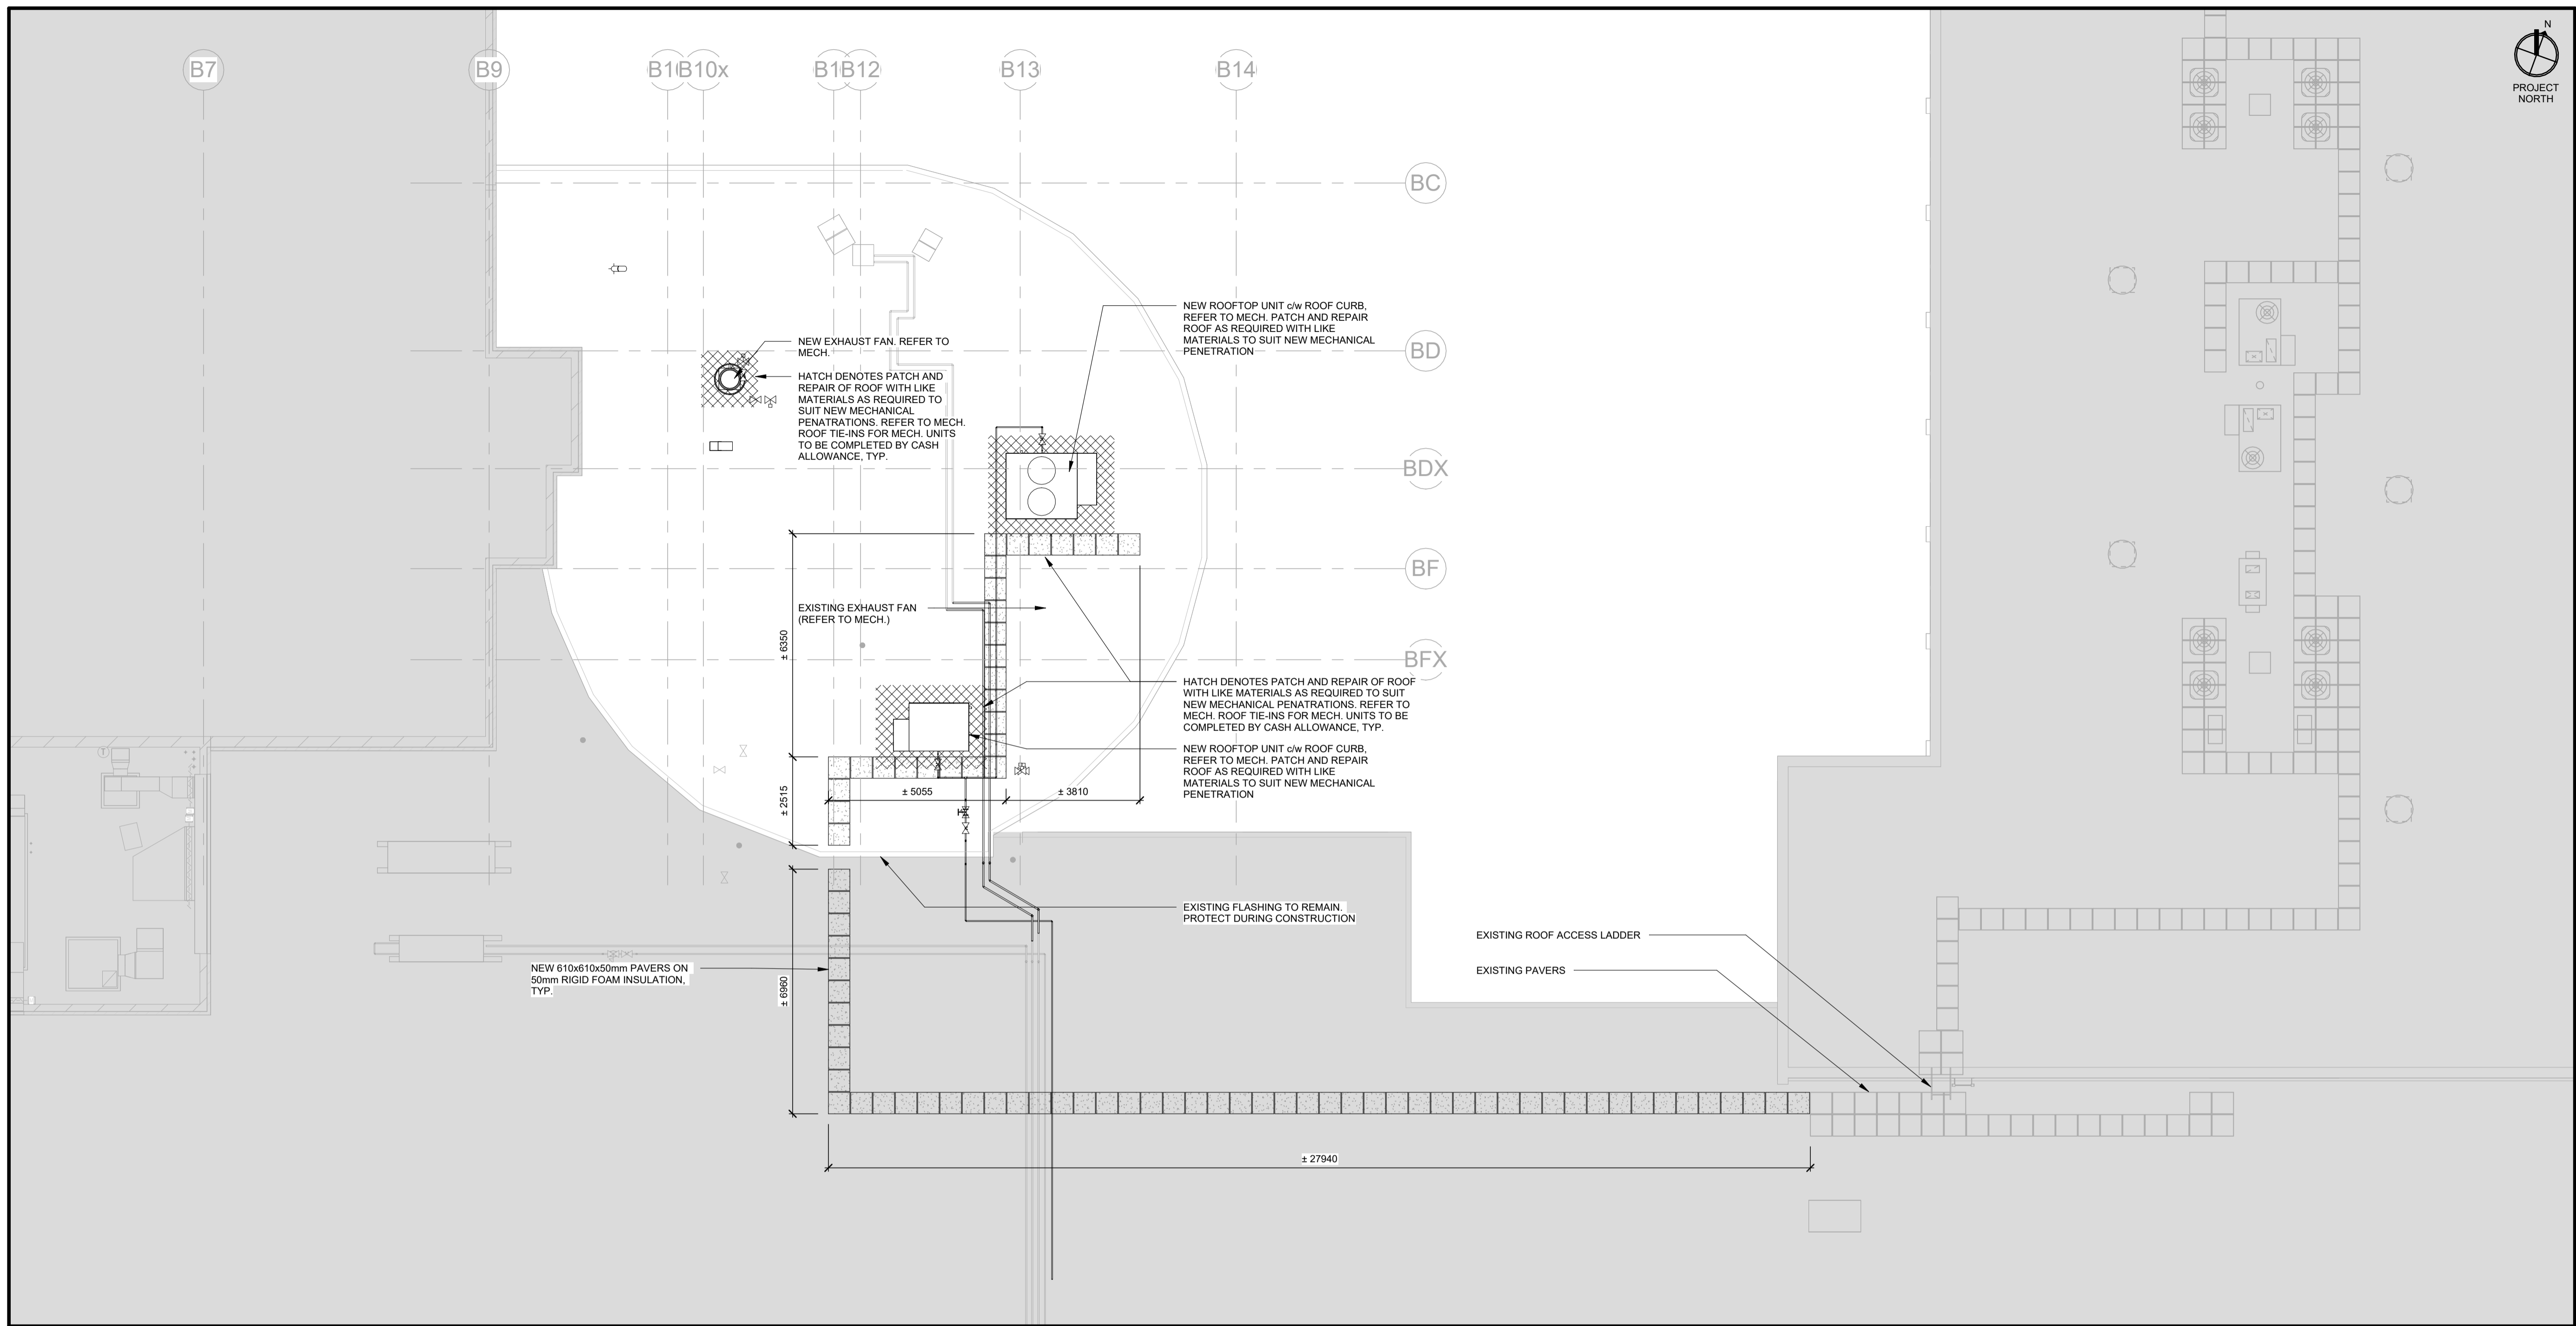 N
PROJECT
NORTH
B7
B9
B10x
B12
B13
B14
BC
BD
BDX
BF
BFX
NEW ROOFTOP UNIT c/w ROOF CURB,
REFER TO MECH. PATCH AND REPAIR
ROOF AS REQUIRED WITH LIKE
MATERIALS TO SUIT NEW MECHANICAL
PENETRATION
NEW EXHAUST FAN. REFER TO
MECH.
HATCH DENOTES PATCH AND
REPAIR OF ROOF WITH LIKE
MATERIALS AS REQUIRED TO
SUIT NEW MECHANICAL
PENATRATIONS. REFER TO MECH.
ROOF TIE-INS FOR MECH. UNITS
TO BE COMPLETED BY CASH
ALLOWANCE, TYP.
EXISTING EXHAUST FAN
(REFER TO MECH.)
± 6350
HATCH DENOTES PATCH AND REPAIR OF ROOF
WITH LIKE MATERIALS AS REQUIRED TO SUIT
NEW MECHANICAL PENATRATIONS. REFER TO
MECH. ROOF TIE-INS FOR MECH. UNITS TO BE
COMPLETED BY CASH ALLOWANCE, TYP.
NEW ROOFTOP UNIT c/w ROOF CURB,
REFER TO MECH. PATCH AND REPAIR
ROOF AS REQUIRED WITH LIKE
MATERIALS TO SUIT NEW MECHANICAL
PENETRATION
± 2515
± 5055
± 3810
T
EXISTING FLASHING TO REMAIN.
PROTECT DURING CONSTRUCTION
EXISTING ROOF ACCESS LADDER
EXISTING PAVERS
NEW 610x610x50mm PAVERS ON
50mm RIGID FOAM INSULATION,
TYP.
± 6960
± 27940